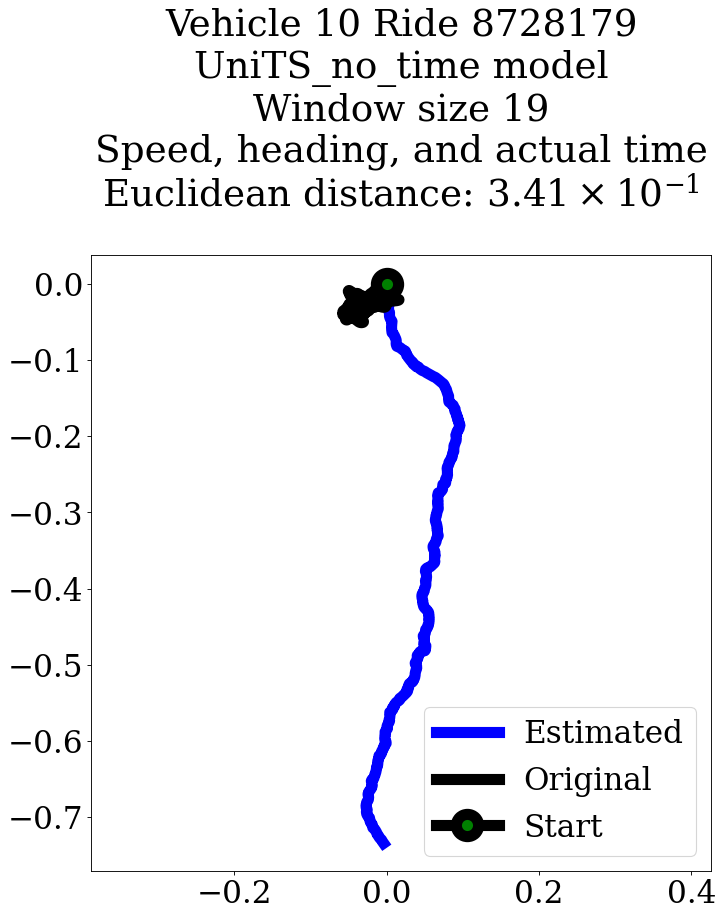 Vehicle 10 Ride 8728179
UniTS_no_time model
Window size 19
Speed, heading, and actual time
Euclidean distance: 3.41 × 10⁻¹
0.0
−0.1
−0.2
−0.3
−0.4
−0.5
−0.6
−0.7
Estimated
Original
Start
−0.2
0.0
0.2
0.4